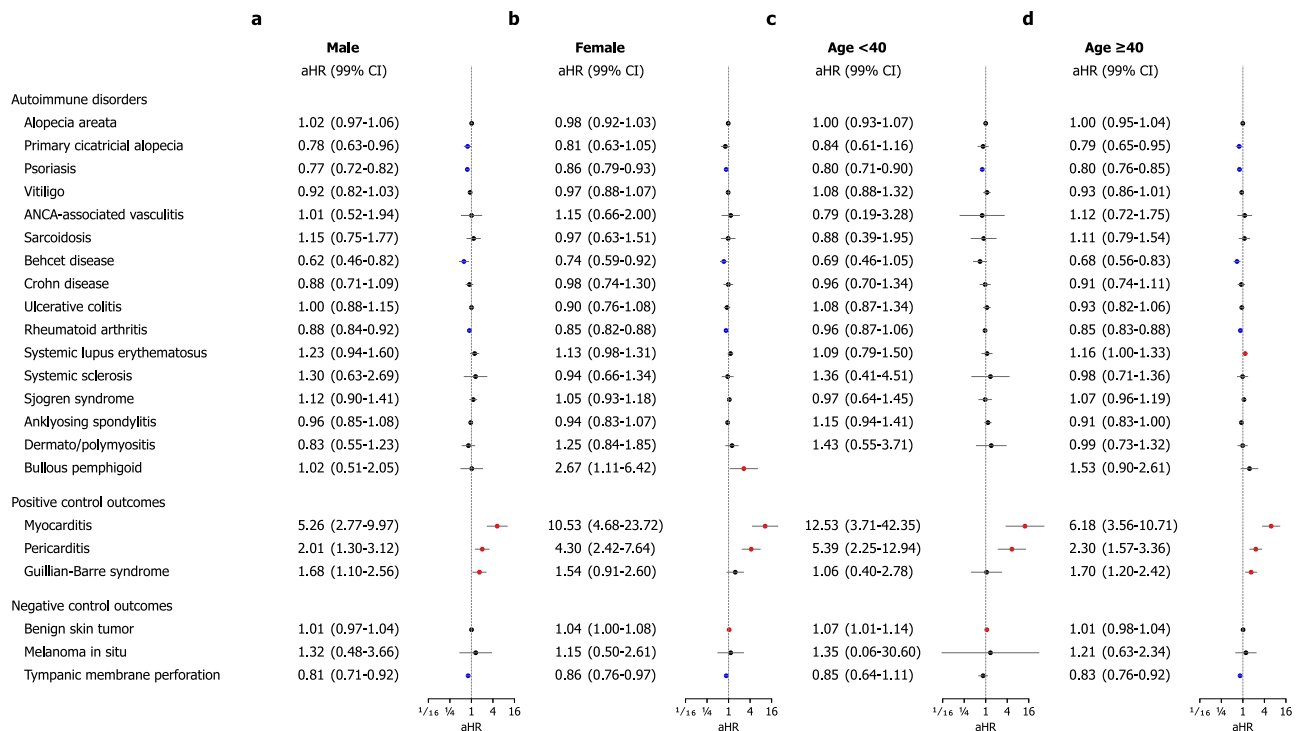 a b c d
Male Female Age <40 Age ≥40
aHR (99% CI) aHR (99% CI) aHR (99% CI) aHR (99% CI)
Autoimmune disorders
Alopecia areata 1.02 (0.97-1.06) 0.98 (0.92-1.03) 1.00 (0.93-1.07) 1.00 (0.95-1.04)
Primary cicatricial alopecia 0.78 (0.63-0.96) 0.81 (0.63-1.05) 0.84 (0.61-1.16) 0.79 (0.65-0.95)
Psoriasis 0.77 (0.72-0.82) 0.86 (0.79-0.93) 0.80 (0.71-0.90) 0.80 (0.76-0.85)
Vitiligo 0.92 (0.82-1.03) 0.97 (0.88-1.07) 1.08 (0.88-1.32) 0.93 (0.86-1.01)
ANCA-associated vasculitis 1.01 (0.52-1.94) 1.15 (0.66-2.00) 0.79 (0.19-3.28) 1.12 (0.72-1.75)
Sarcoidosis 1.15 (0.75-1.77) 0.97 (0.63-1.51) 0.88 (0.39-1.95) 1.11 (0.79-1.54)
Behcet disease 0.62 (0.46-0.82) 0.74 (0.59-0.92) 0.69 (0.46-1.05) 0.68 (0.56-0.83)
Crohn disease 0.88 (0.71-1.09) 0.98 (0.74-1.30) 0.96 (0.70-1.34) 0.91 (0.74-1.11)
Ulcerative colitis 1.00 (0.88-1.15) 0.90 (0.76-1.08) 1.08 (0.87-1.34) 0.93 (0.82-1.06)
Rheumatoid arthritis 0.88 (0.84-0.92) 0.85 (0.82-0.88) 0.96 (0.87-1.06) 0.85 (0.83-0.88)
Systemic lupus erythematosus 1.23 (0.94-1.60) 1.13 (0.98-1.31) 1.09 (0.79-1.50) 1.16 (1.00-1.33)
Systemic sclerosis 1.30 (0.63-2.69) 0.94 (0.66-1.34) 1.36 (0.41-4.51) 0.98 (0.71-1.36)
Sjogren syndrome 1.12 (0.90-1.41) 1.05 (0.93-1.18) 0.97 (0.64-1.45) 1.07 (0.96-1.19)
Anklyosing spondylitis 0.96 (0.85-1.08) 0.94 (0.83-1.07) 1.15 (0.94-1.41) 0.91 (0.83-1.00)
Dermato/polymyositis 0.83 (0.55-1.23) 1.25 (0.84-1.85) 1.43 (0.55-3.71) 0.99 (0.73-1.32)
Bullous pemphigoid 1.02 (0.51-2.05) 2.67 (1.11-6.42) 1.53 (0.90-2.61)
Positive control outcomes
Myocarditis 5.26 (2.77-9.97) 10.53 (4.68-23.72) 12.53 (3.71-42.35) 6.18 (3.56-10.71)
Pericarditis 2.01 (1.30-3.12) 4.30 (2.42-7.64) 5.39 (2.25-12.94) 2.30 (1.57-3.36)
Guillian-Barre syndrome 1.68 (1.10-2.56) 1.54 (0.91-2.60) 1.06 (0.40-2.78) 1.70 (1.20-2.42)
Negative control outcomes
Benign skin tumor 1.01 (0.97-1.04) 1.04 (1.00-1.08) 1.07 (1.01-1.14) 1.01 (0.98-1.04)
Melanoma in situ 1.32 (0.48-3.66) 1.15 (0.50-2.61) 1.35 (0.06-30.60) 1.21 (0.63-2.34)
Tympanic membrane perforation 0.81 (0.71-0.92) 0.86 (0.76-0.97) 0.85 (0.64-1.11) 0.83 (0.76-0.92)
1/16 ¼ 1 4 16 1/16 ¼ 1 4 16 1/16 ¼ 1 4 16 1/16 ¼ 1 4 16
aHR aHR aHR aHR